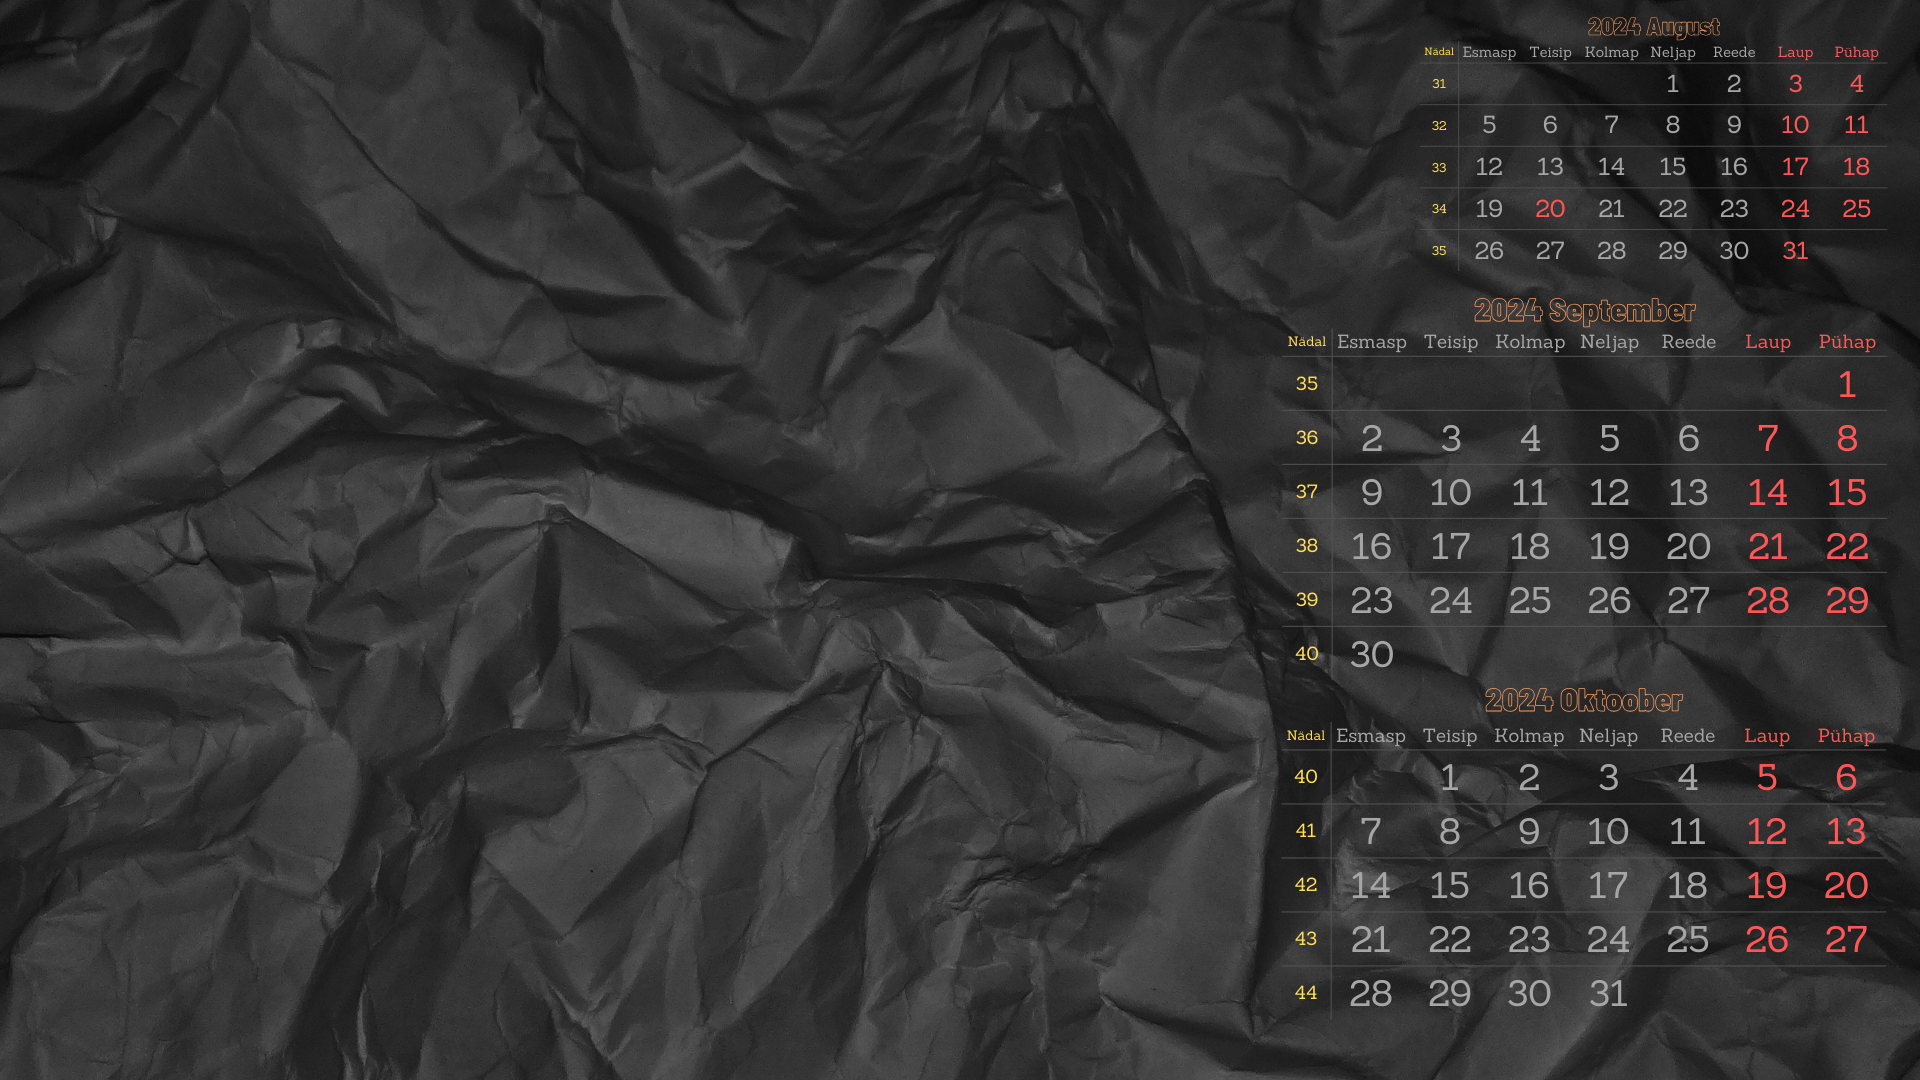 2024 August
Nädal Esmasp Teisip Kolmap Neljap Reede Laup Pühap
31 1 2 3 4
32 5 6 7 8 9 10 11
33 12 13 14 15 16 17 18
34 19 20 21 22 23 24 25
35 26 27 28 29 30 31
2024 September
Nädal Esmasp Teisip Kolmap Neljap Reede Laup Pühap
35 1
36 2 3 4 5 6 7 8
37 9 10 11 12 13 14 15
38 16 17 18 19 20 21 22
39 23 24 25 26 27 28 29
40 30
2024 Oktoober
Nädal Esmasp Teisip Kolmap Neljap Reede Laup Pühap
40 1 2 3 4 5 6
41 7 8 9 10 11 12 13
42 14 15 16 17 18 19 20
43 21 22 23 24 25 26 27
44 28 29 30 31